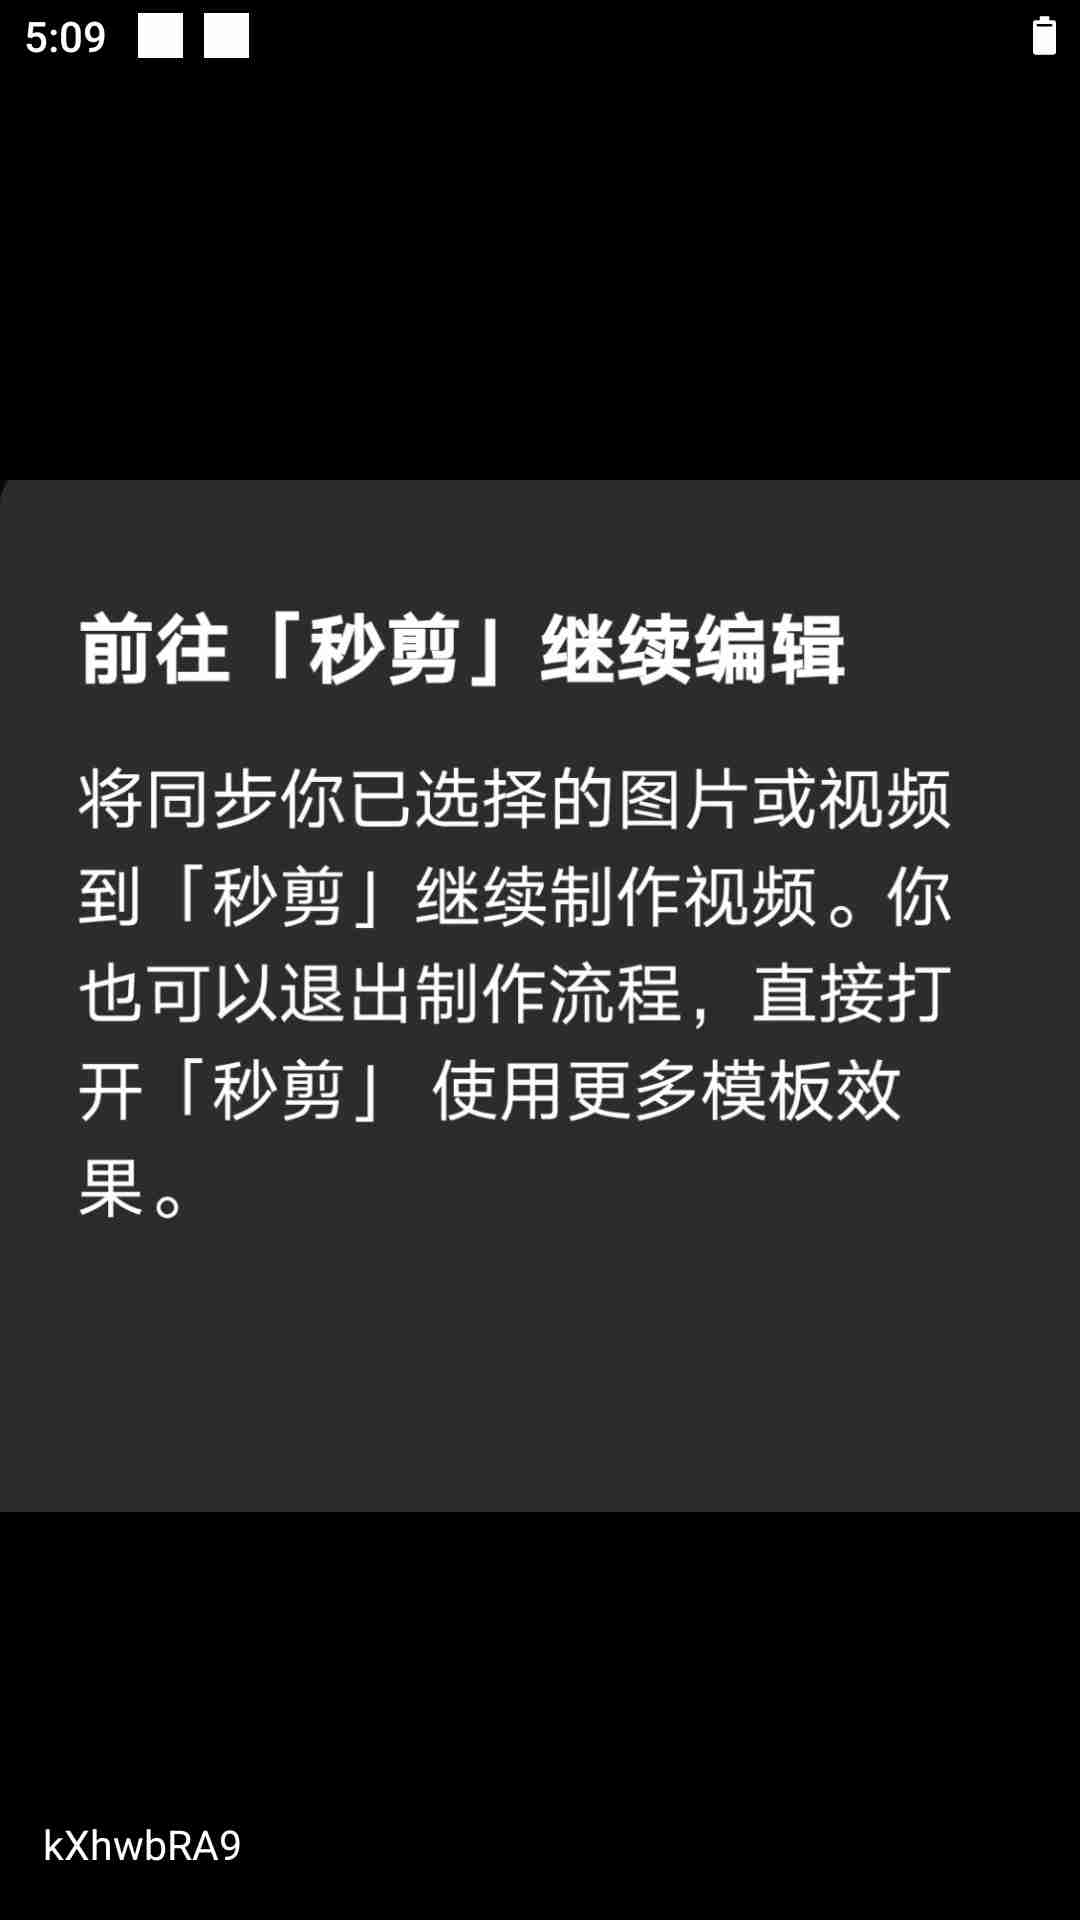 5:09
前往「秒剪」继续编辑
将同步你已选择的图片或视频
到「秒剪」继续制作视频。你
也可以退出制作流程，直接打
开「秒剪」 使用更多模板效
果。
kXhwbRA9